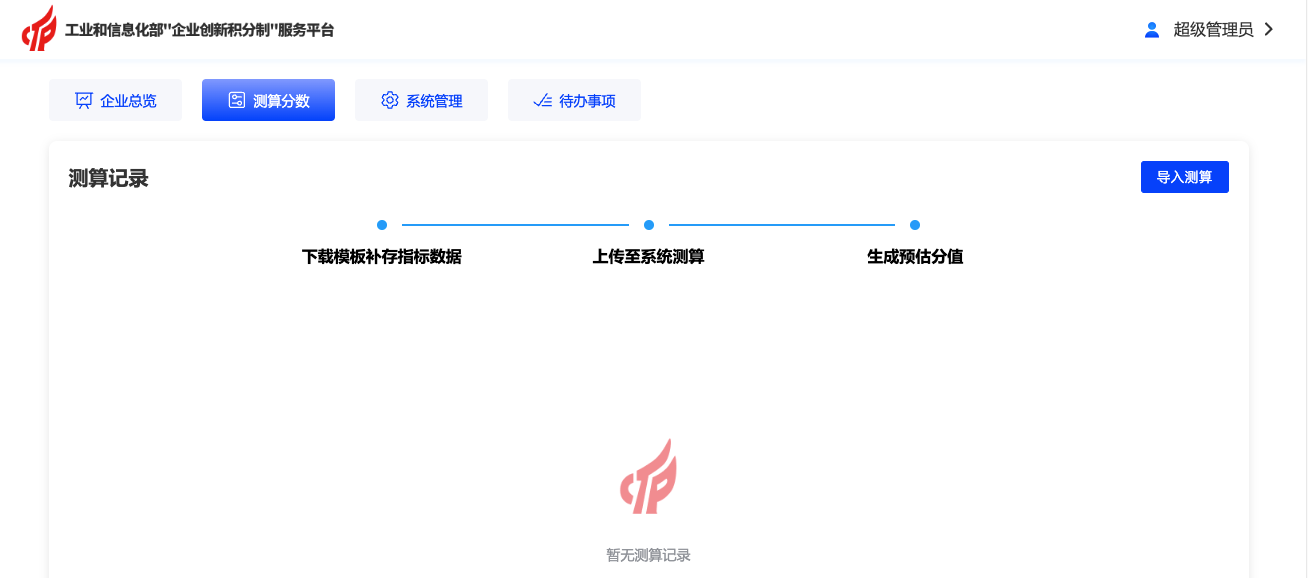 工业和信息化部"企业创新积分制"服务平台
超级管理员
企业总览
测算分数
系统管理
待办事项
测算记录
导入测算
下载模板补存指标数据
上传至系统测算
生成预估分值
暂无测算记录